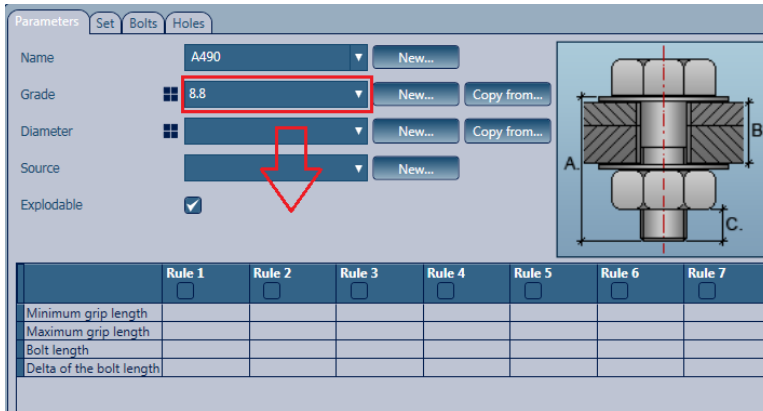 Parameters Set Bolts Holes
Name A490 New...
Grade 8.8 New... Copy from...
Diameter New... Copy from...
Source New...
Explodable
A.
B
C.
Rule 1 Rule 2 Rule 3 Rule 4 Rule 5 Rule 6 Rule 7
Minimum grip length
Maximum grip length
Bolt length
Delta of the bolt length